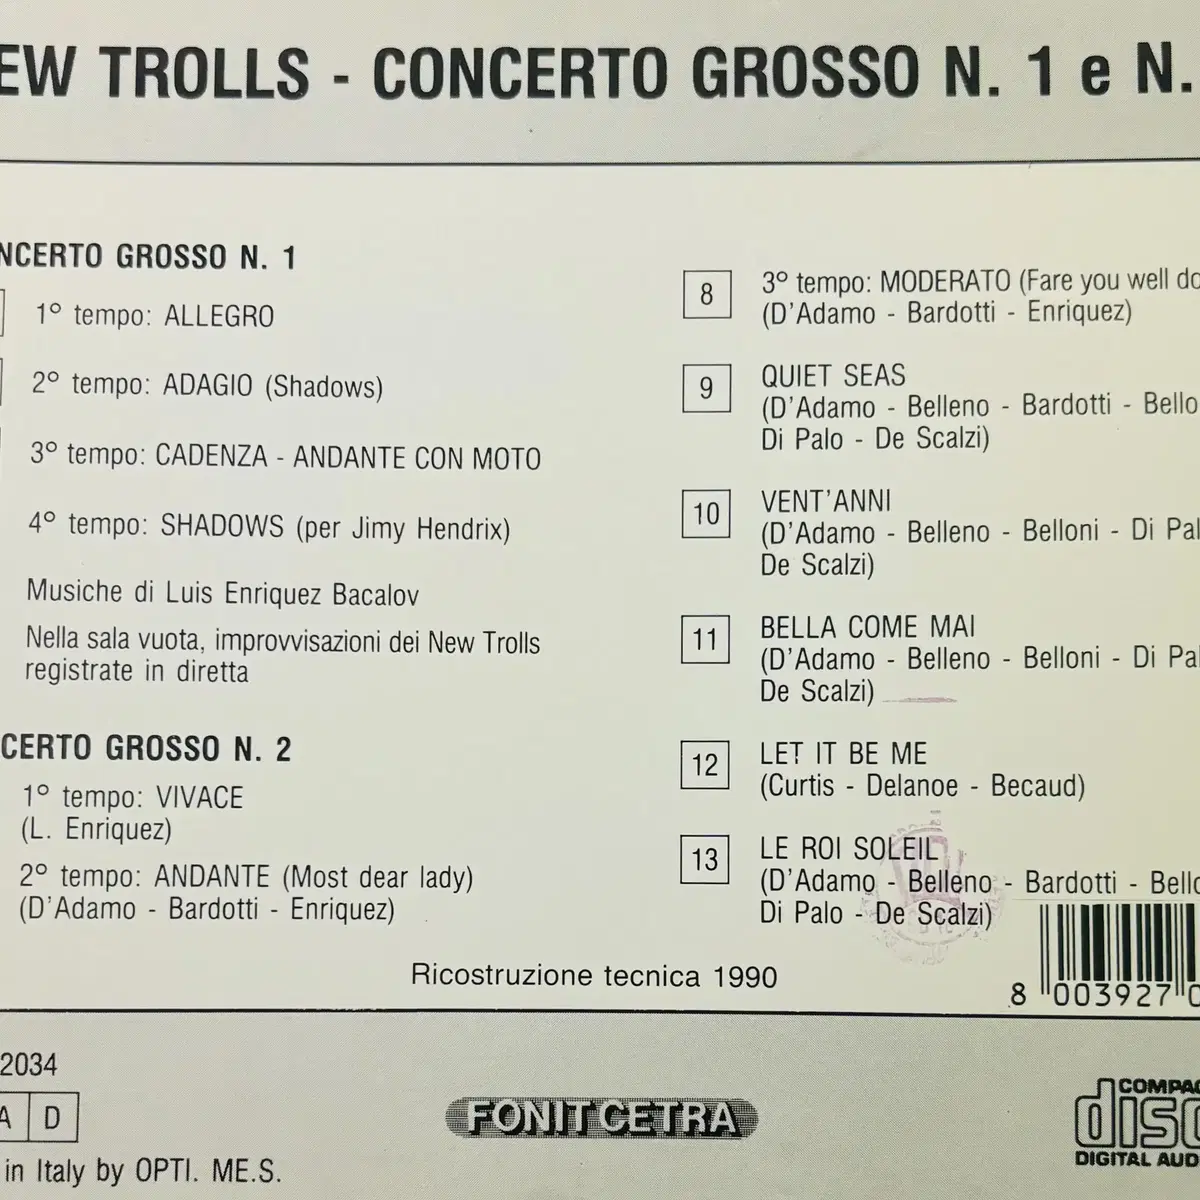 EW TROLLS - CONCERTO GROSSO N. 1 e N.
NCERTO GROSSO N. 1
1° tempo: ALLEGRO
2° tempo: ADAGIO (Shadows)
3° tempo: CADENZA - ANDANTE CON MOTO
4° tempo: SHADOWS (per Jimy Hendrix)
Musiche di Luis Enriquez Bacalov
Nella sala vuota, improvvisazioni dei New Trolls
registrate in diretta
CERTO GROSSO N. 2
1° tempo: VIVACE
(L. Enriquez)
2° tempo: ANDANTE (Most dear lady)
(D'Adamo - Bardotti - Enriquez)
8 3° tempo: MODERATO (Fare you well do
(D'Adamo - Bardotti - Enriquez)
9 QUIET SEAS
(D'Adamo - Belleno - Bardotti - Bello
Di Palo - De Scalzi)
10 VENT'ANNI
(D'Adamo - Belleno - Belloni - Di Pal
De Scalzi)
11 BELLA COME MAI
(D'Adamo - Belleno - Belloni - Di Pal
De Scalzi)
12 LET IT BE ME
(Curtis - Delanoe - Becaud)
13 LE ROI SOLEIL
(D'Adamo - Belleno - Bardotti - Bello
Di Palo - De Scalzi)
Ricostruzione tecnica 1990
8 003927 0
2034
A D
in Italy by OPTI. ME.S.
FONIT CETRA
COMPAC
disc
DIGITAL AUD